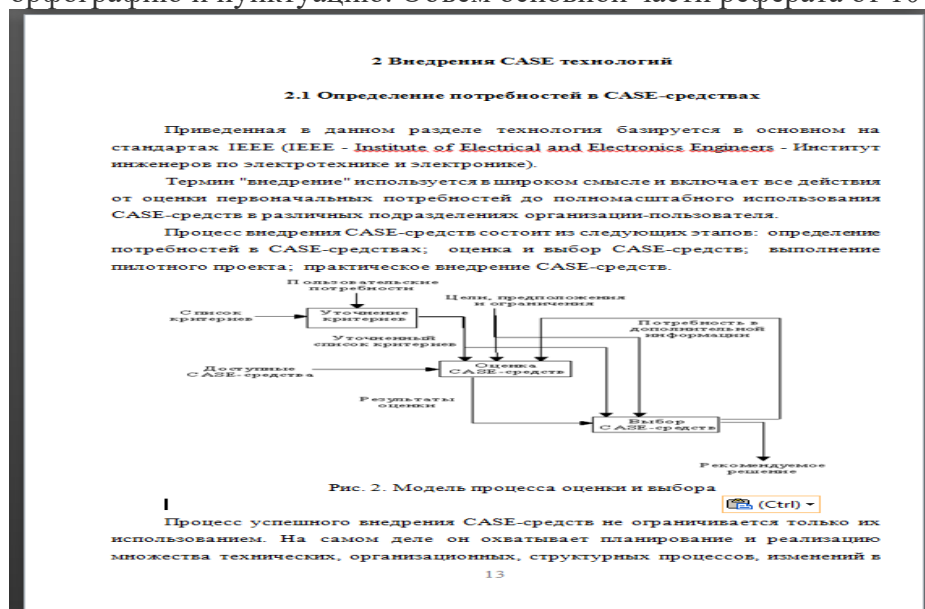 орфографию и пунктуацию. Объем основной части реферата от 10
2 Внедрения CASE технологий
2.1 Определение потребностей в CASE-средствах
Приведенная в данном разделе технология базируется в основном на
стандартах IEEE (IEEE - Institute of Electrical and Electronics Engineers - Институт
инженеров по электротехнике и электронике).
Термин "внедрение" используется в широком смысле и включает все действия
от оценки первоначальных потребностей до полномасштабного использования
CASE-средств в различных подразделениях организации-пользователя.
Процесс внедрения CASE-средств состоит из следующих этапов: определение
потребностей в CASE-средствах; оценка и выбор CASE-средств; выполнение
пилотного проекта; практическое внедрение CASE-средств.
Пользовательские
потребности
Цели, предположения
и ограничения
Список
критериев
Уточнение
критериев
Потребность в
дополнительной
информации
Уточненный
список критериев
Доступные
CASE-средства
Оценка
CASE-средств
Результаты
оценки
Выбор
CASE-средств
Рекомендуемое
решение
Рис. 2. Модель процесса оценки и выбора
(Ctrl)
Процесс успешного внедрения CASE-средств не ограничивается только их
использованием. На самом деле он охватывает планирование и реализацию
множества технических, организационных, структурных процессов, изменений в
13